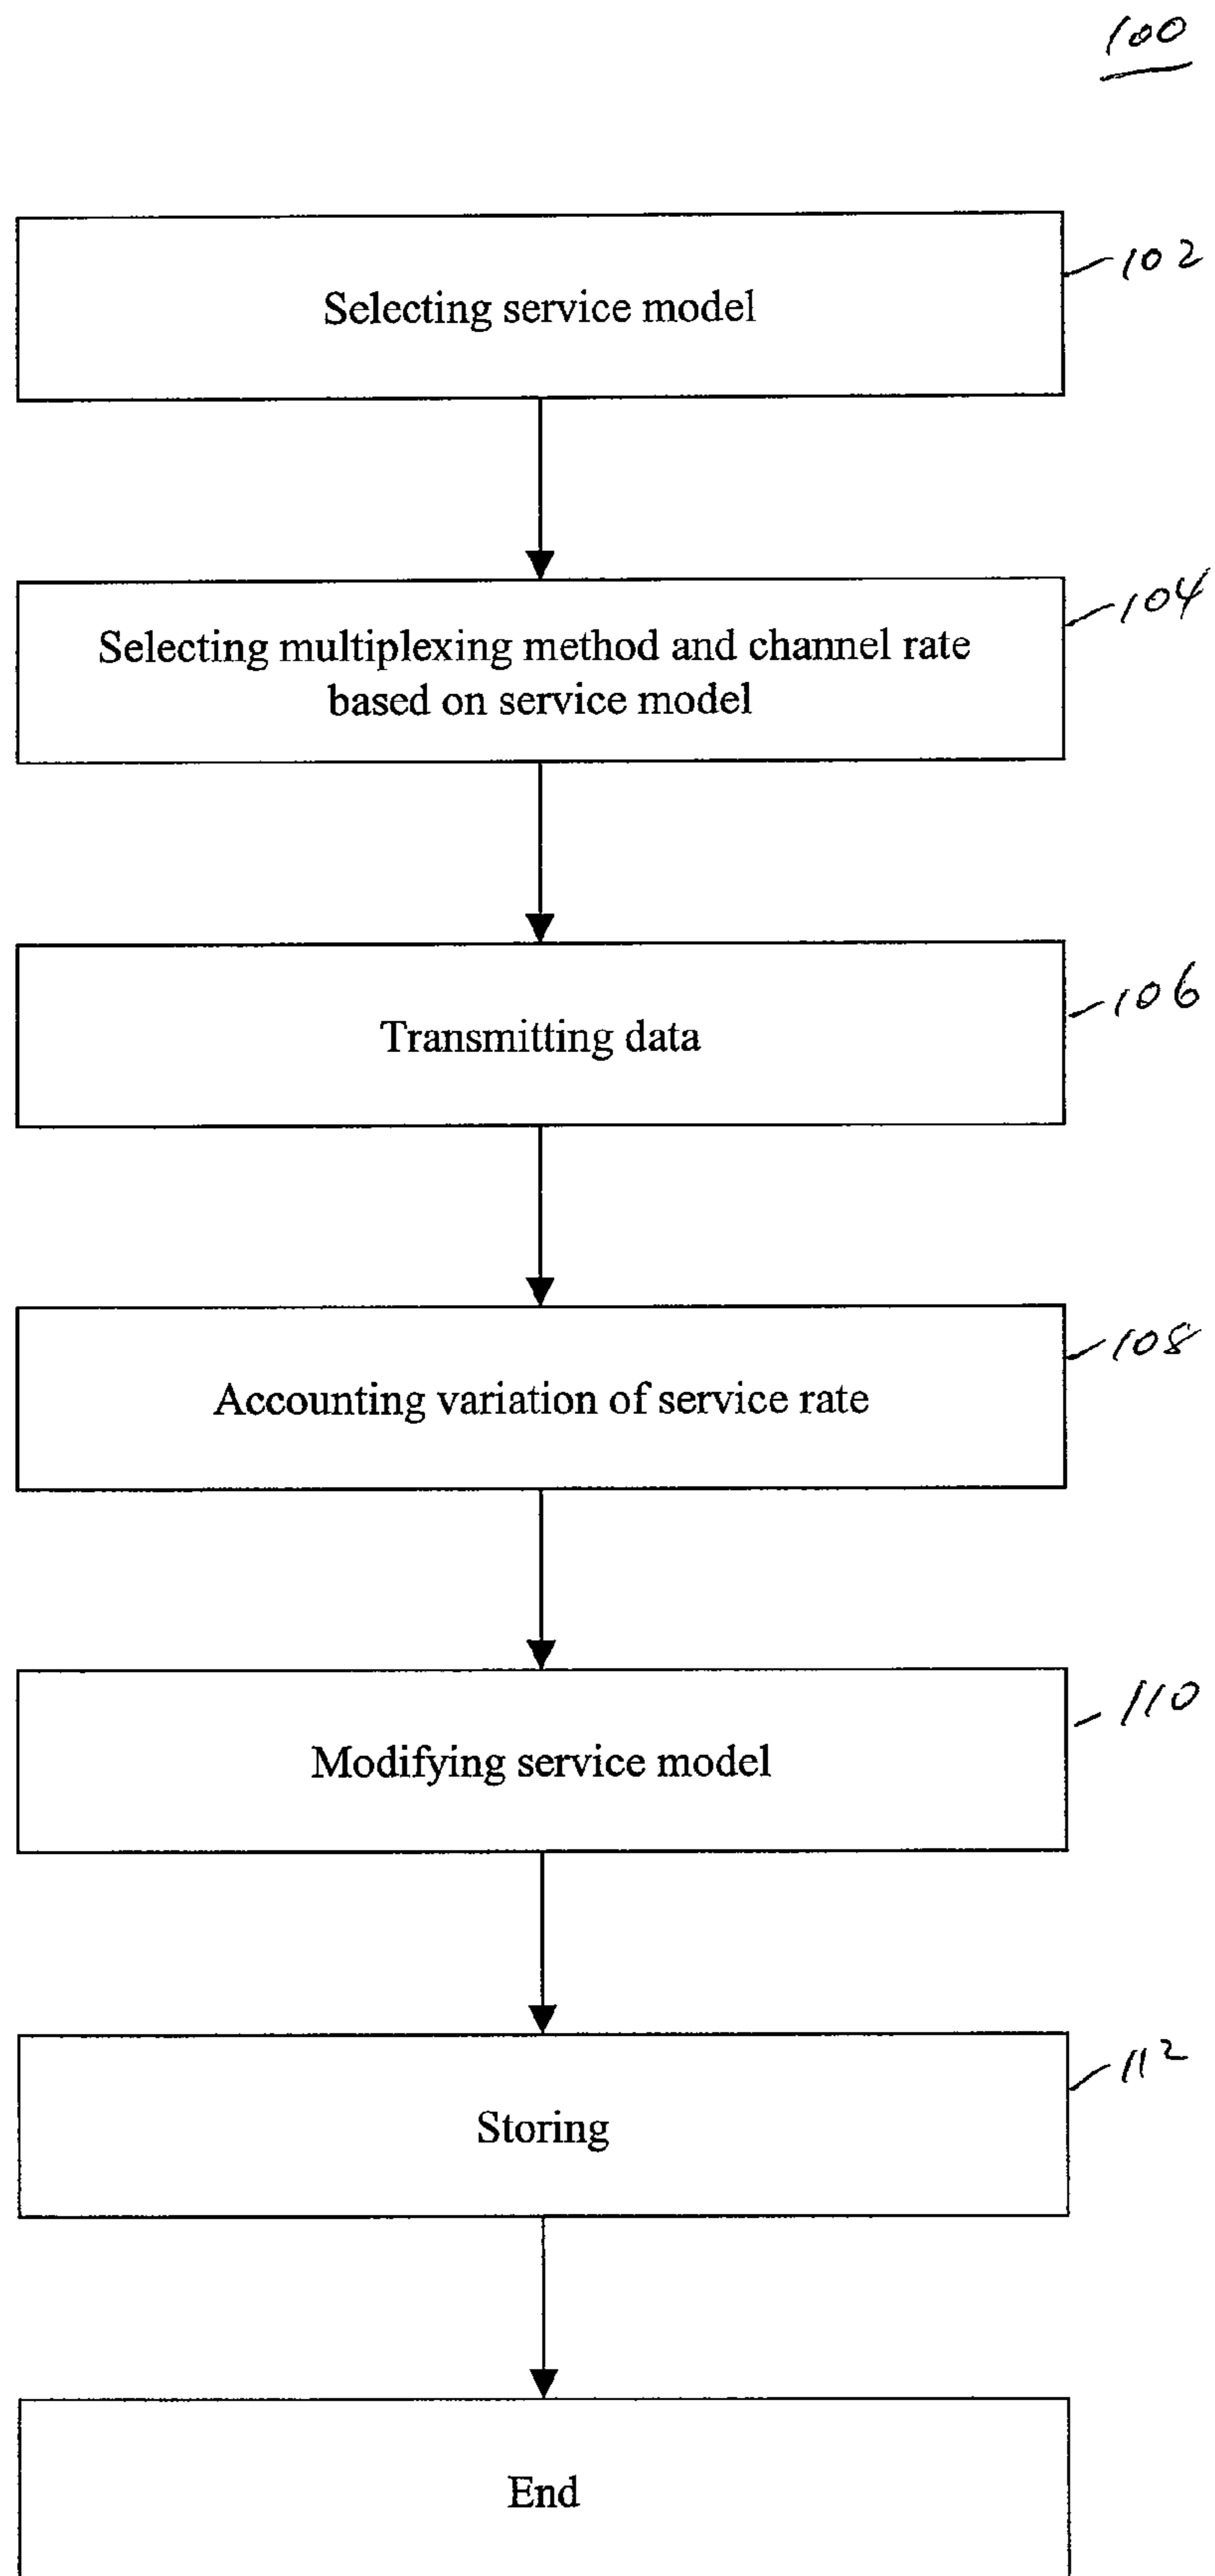 100
Selecting service model
102
Selecting multiplexing method and channel rate
based on service model
104
Transmitting data
106
Accounting variation of service rate
108
Modifying service model
110
Storing
112
End